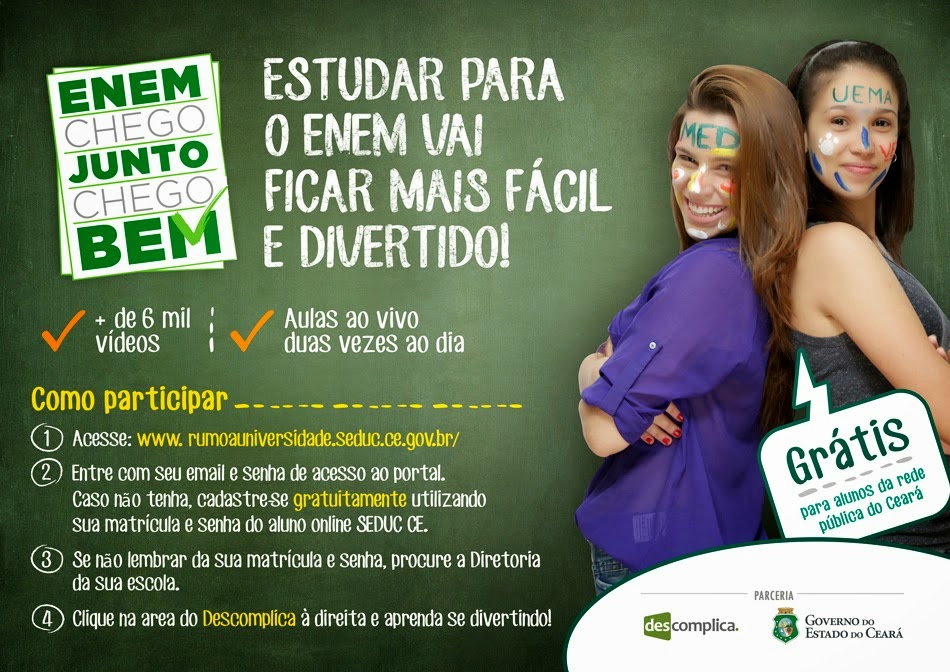 ENEM
CHEGO
JUNTO
CHEGO
BEM
ESTUDAR PARA
O ENEM VAI
FICAR MAIS FÁCIL
E DIVERTIDO!
+ de 6 mil
vídeos
Aulas ao vivo
duas vezes ao dia
Como participar
1 Acesse: www. rumoauniversidade.seduc.ce.gov.br/
2 Entre com seu email e senha de acesso ao portal.
Caso não tenha, cadastre-se gratuitamente utilizando
sua matrícula e senha do aluno online SEDUC CE.
3 Se não lembrar da sua matrícula e senha, procure a Diretoria
da sua escola.
4 Clique na area do Descomplica à direita e aprenda se divertindo!
MED
UEMA
Grátis
para alunos da rede
pública do Ceará
PARCERIA
descomplica.
GOVERNO DO
ESTADO DO CEARÁ